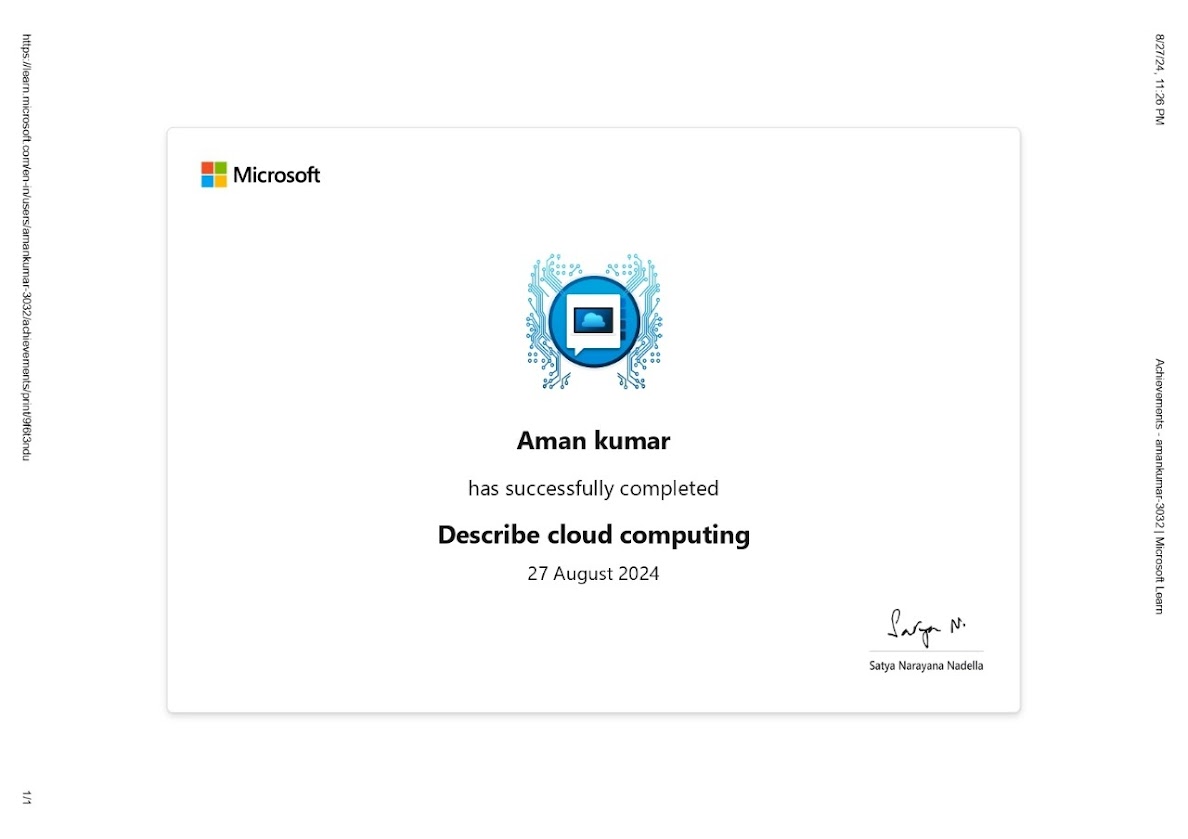 8/27/24, 11:26 PM
Achievements - amankumar-3032 | Microsoft Learn
Microsoft
Aman kumar
has successfully completed
Describe cloud computing
27 August 2024
Satya N.
Satya Narayana Nadella
https://learn.microsoft.com/en-in/users/amankumar-3032/achievements/print/9f6t3ndu
1/1